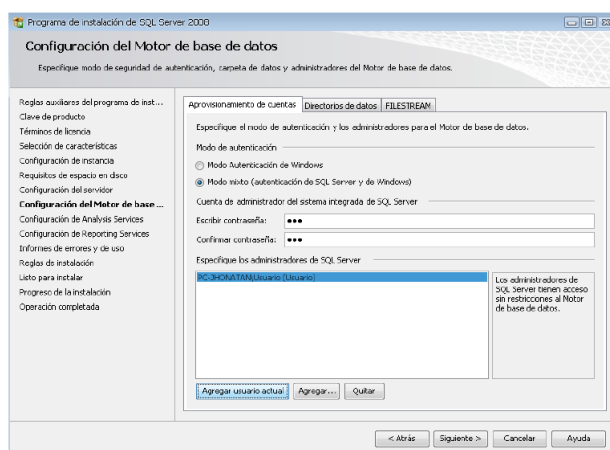 Programa de instalación de SQL Server 2008
Configuración del Motor de base de datos
Especifique modo de seguridad de autenticación, carpeta de datos y administradores del Motor de base de datos.
Reglas auxiliares del programa de inst...
Clave de producto
Términos de licencia
Selección de características
Configuración de instancia
Requisitos de espacio en disco
Configuración del servidor
Configuración del Motor de base ...
Configuración de Analysis Services
Configuración de Reporting Services
Informes de errores y de uso
Reglas de instalación
Listo para instalar
Progreso de la instalación
Operación completada
Aprovisionamiento de cuentas
Directorios de datos
FILESTREAM
Especifique el modo de autenticación y los administradores para el Motor de base de datos.
Modo de autenticación
Modo Autenticación de Windows
Modo mixto (autenticación de SQL Server y de Windows)
Cuenta de administrador del sistema integrada de SQL Server
Escribir contraseña:
Confirmar contraseña:
Especifique los administradores de SQL Server
PC-JHONATAN\Usuario (Usuario)
Los administradores de
SQL Server tienen acceso
sin restricciones al Motor
de base de datos.
Agregar usuario actual
Agregar...
Quitar
< Atrás
Siguiente >
Cancelar
Ayuda